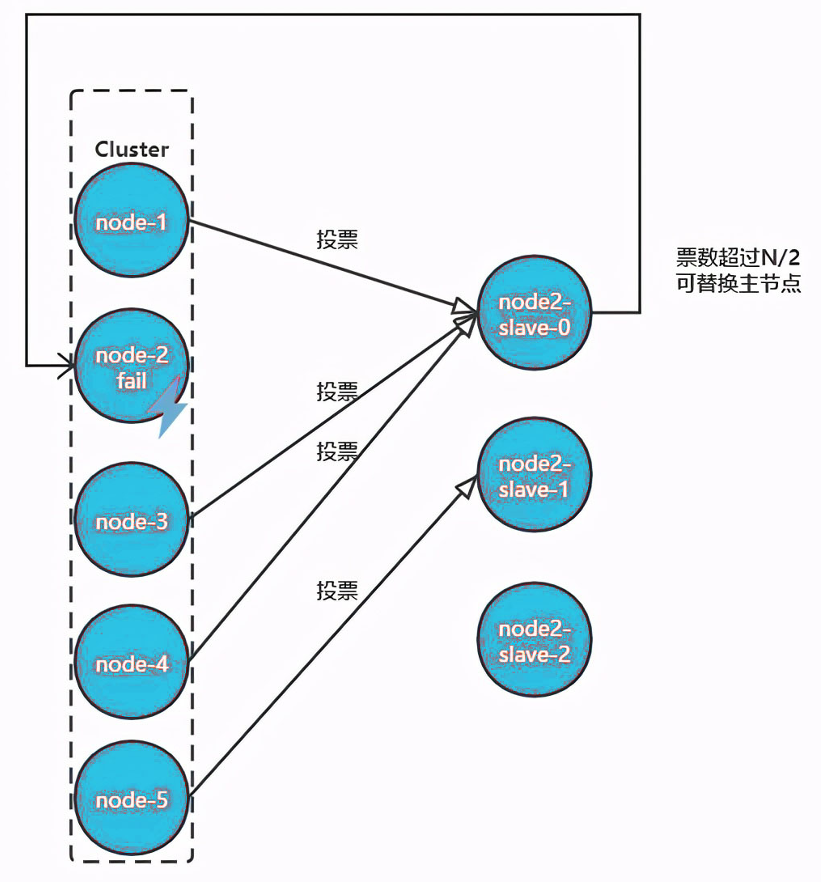 Cluster
node-1
投票
票数超过N/2
可替换主节点
node2-
slave-0
node-2
fail
投票
投票
node2-
slave-1
node-3
投票
node2-
slave-2
node-4
node-5